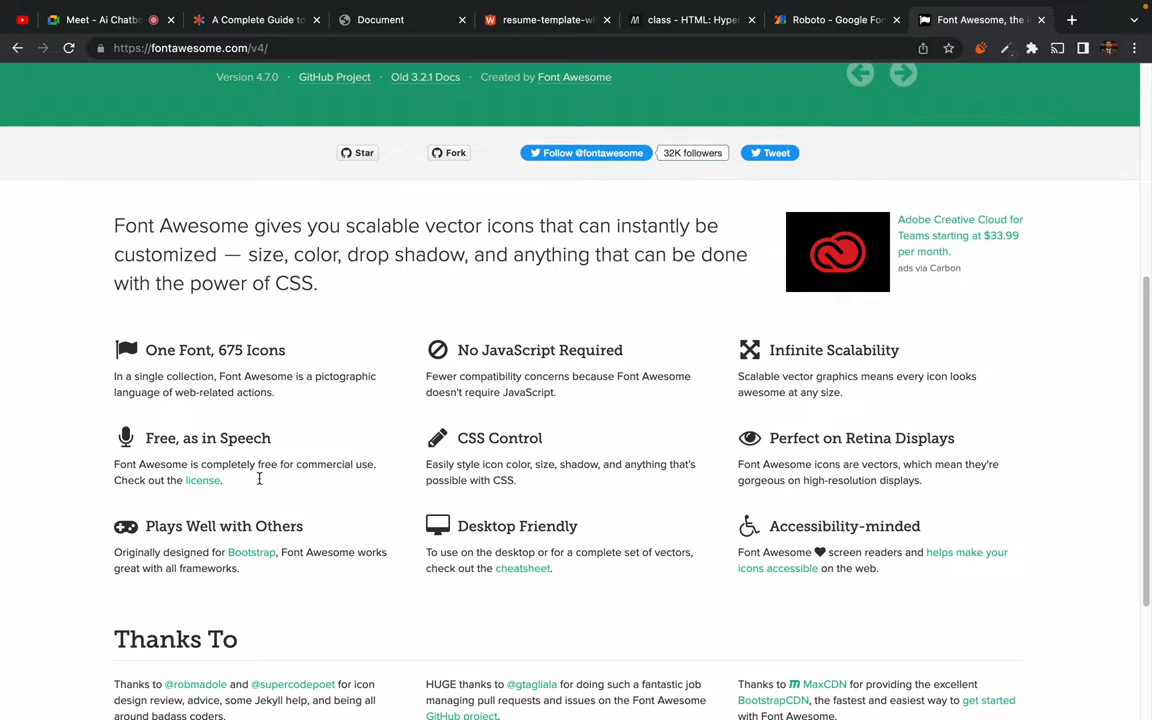 Meet - Ai Chatbo
A Complete Guide to
Document
resume-template-wi
class - HTML: Hyper
Roboto - Google Fon
Font Awesome, the i
https://fontawesome.com/v4/
Version 4.7.0 · GitHub Project · Old 3.2.1 Docs · Created by Font Awesome
Star
Fork
Follow @fontawesome
32K followers
Tweet
Font Awesome gives you scalable vector icons that can instantly be
customized — size, color, drop shadow, and anything that can be done
with the power of CSS.
Adobe Creative Cloud for
Teams starting at $33.99
per month.
ads via Carbon
One Font, 675 Icons
In a single collection, Font Awesome is a pictographic
language of web-related actions.
No JavaScript Required
Fewer compatibility concerns because Font Awesome
doesn't require JavaScript.
Infinite Scalability
Scalable vector graphics means every icon looks
awesome at any size.
Free, as in Speech
Font Awesome is completely free for commercial use.
Check out the license.
CSS Control
Easily style icon color, size, shadow, and anything that's
possible with CSS.
Perfect on Retina Displays
Font Awesome icons are vectors, which mean they're
gorgeous on high-resolution displays.
Plays Well with Others
Originally designed for Bootstrap, Font Awesome works
great with all frameworks.
Desktop Friendly
To use on the desktop or for a complete set of vectors,
check out the cheatsheet.
Accessibility-minded
Font Awesome ♥ screen readers and helps make your
icons accessible on the web.
Thanks To
Thanks to @robmadole and @supercodepoet for icon
design review, advice, some Jekyll help, and being all
around badass coders.
HUGE thanks to @gtagliala for doing such a fantastic job
managing pull requests and issues on the Font Awesome
GitHub project.
Thanks to MaxCDN for providing the excellent
BootstrapCDN, the fastest and easiest way to get started
with Font Awesome.